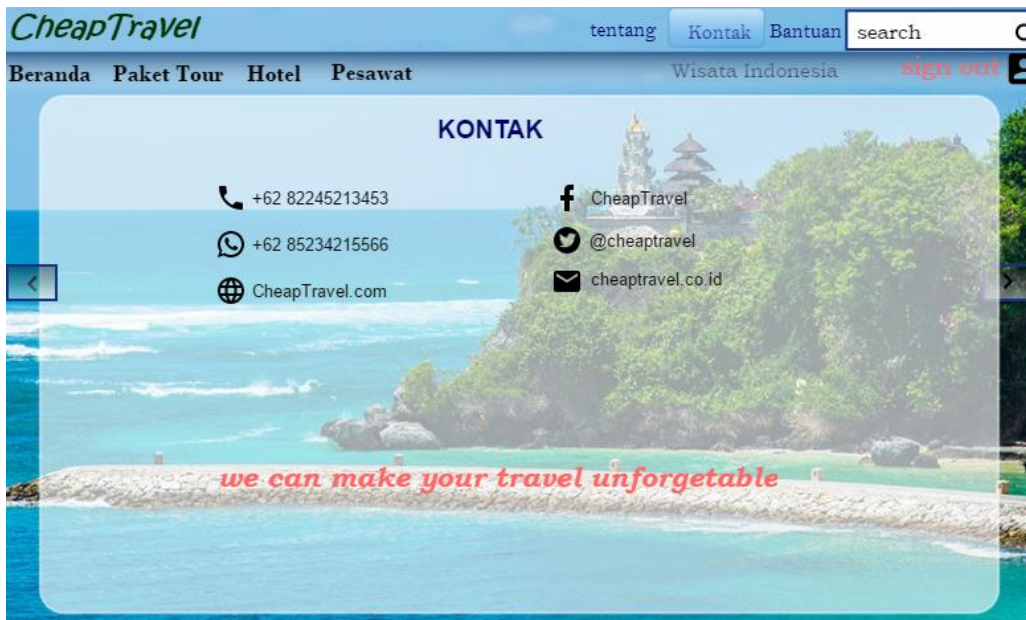 CheapTravel tentang Kontak Bantuan search
Beranda Paket Tour Hotel Pesawat Wisata Indonesia sign out
KONTAK
+62 82245213453
CheapTravel
+62 85234215566
@cheaptravel
CheapTravel.com
cheaptravel.co.id
we can make your travel unforgetable